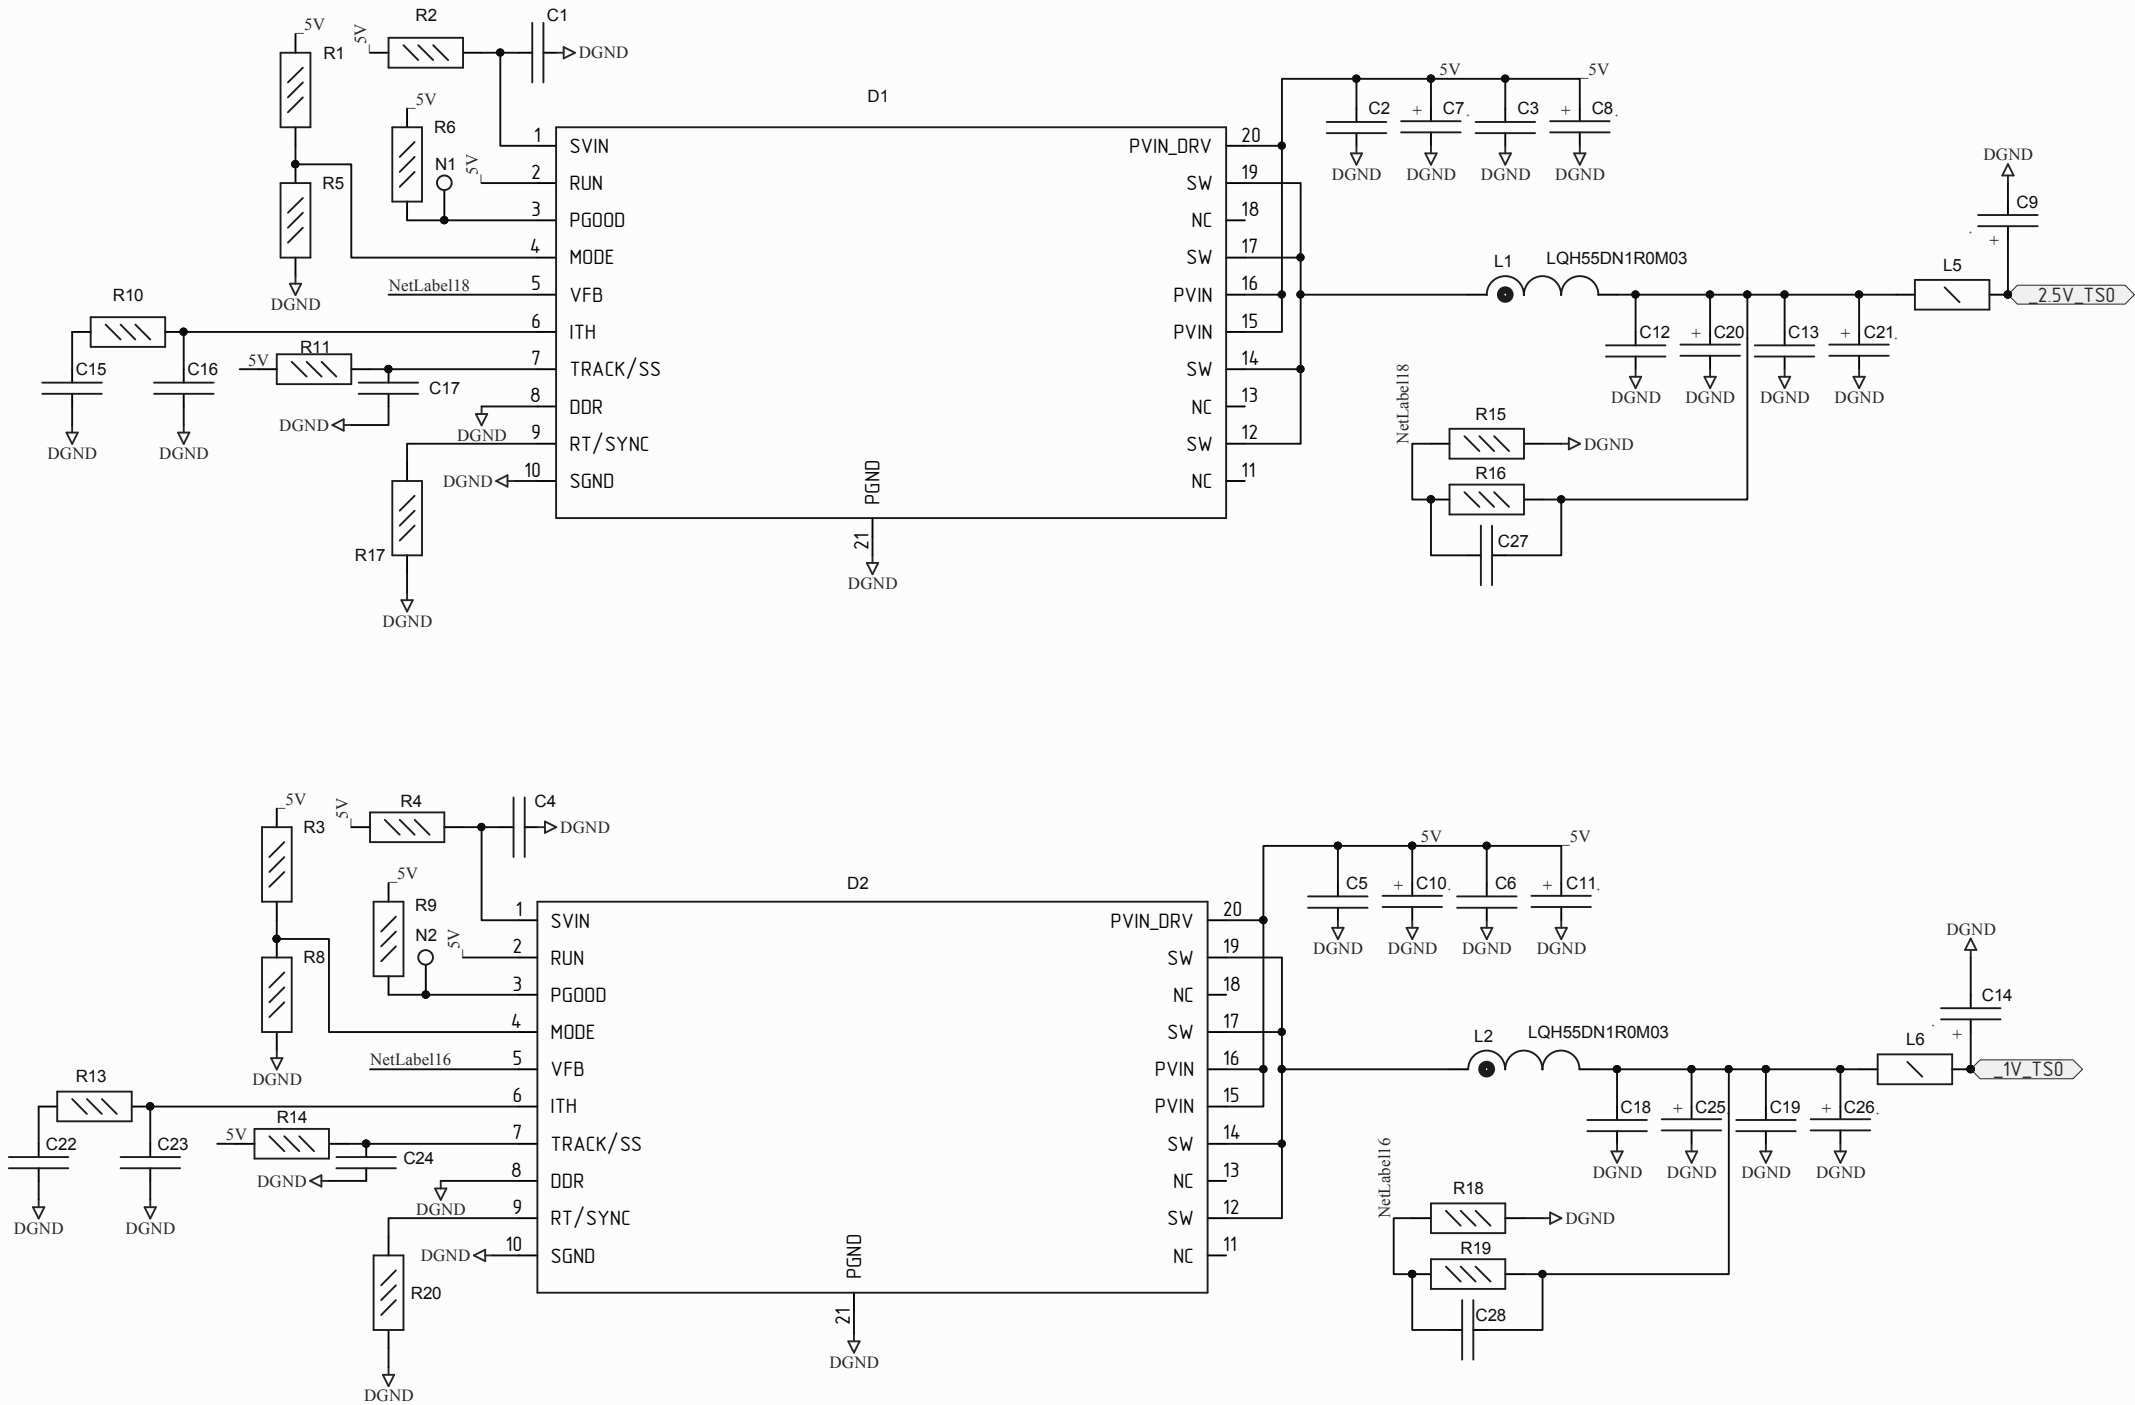 _5V
R2
C1
5V_
R1
DGND
_5V
R6
D1
5V
_5V
C2
+ C7.
C3
+ C8.
DGND
DGND
DGND
DGND
1 SVIN
PVIN_DRV 20
N1
5V_
2 RUN
SW 19
R5
3 PGOOD
NC 18
4 MODE
SW 17
DGND
C9
+
DGND
NetLabel18
5 VFB
PVIN 16
L1
LQH55DN1R0M03
L5
_2.5V_TS0
R10
6 ITH
PVIN 15
C12
+ C20.
C13
+ C21.
DGND
DGND
DGND
DGND
C15
C16
5V
R11
7 TRACK/SS
SW 14
C17
DGND
8 DDR
NC 13
DGND
DGND
DGND
9 RT/SYNC
SW 12
DGND
10 SGND
NC 11
NetLabel18
R15
DGND
R16
C27
R17
PGND
21
DGND
DGND
_5V
R4
C4
5V_
R3
DGND
_5V
R9
D2
5V
_5V
C5
+ C10.
C6
+ C11.
DGND
DGND
DGND
DGND
1 SVIN
PVIN_DRV 20
N2
5V_
2 RUN
SW 19
R8
3 PGOOD
NC 18
4 MODE
SW 17
DGND
C14
+
DGND
NetLabel16
5 VFB
PVIN 16
L2
LQH55DN1R0M03
L6
_1V_TS0
R13
6 ITH
PVIN 15
C18
+ C25.
C19
+ C26.
DGND
DGND
DGND
DGND
C22
C23
5V
R14
7 TRACK/SS
SW 14
C24
DGND
8 DDR
NC 13
DGND
DGND
DGND
9 RT/SYNC
SW 12
DGND
10 SGND
NC 11
NetLabel16
R18
DGND
R19
C28
R20
PGND
21
DGND
DGND